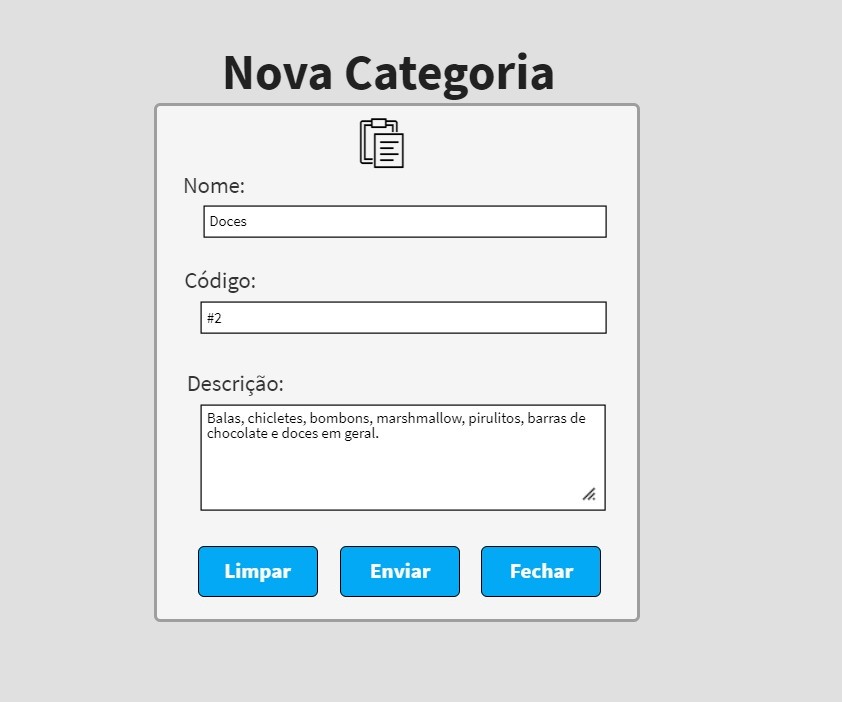 Nova Categoria
Nome:
Doces
Código:
#2
Descrição:
Balas, chicletes, bombons, marshmallow, pirulitos, barras de
chocolate e doces em geral.
Limpar
Enviar
Fechar